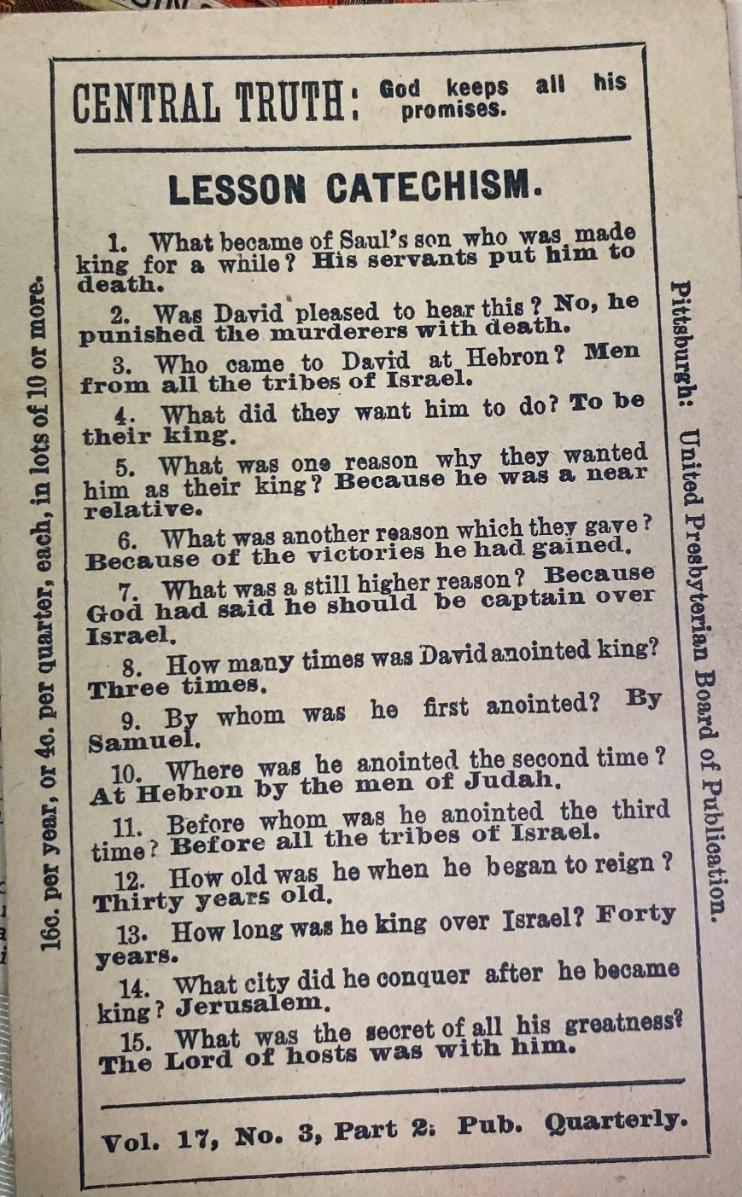 CENTRAL TRUTH: God keeps all his
promises.
LESSON CATECHISM.
1. What became of Saul's son who was made
king for a while? His servants put him to
death.
2. Was David pleased to hear this? No, he
punished the murderers with death.
3. Who came to David at Hebron? Men
from all the tribes of Israel.
4. What did they want him to do? To be
their king.
5. What was one reason why they wanted
him as their king? Because he was a near
relative.
6. What was another reason which they gave?
Because of the victories he had gained.
7. What was a still higher reason? Because
God had said he should be captain over
Israel.
8. How many times was David anointed king?
Three times.
9. By whom was he first anointed? By
Samuel.
10. Where was he anointed the second time?
At Hebron by the men of Judah.
11. Before whom was he anointed the third
time? Before all the tribes of Israel.
12. How old was he when he began to reign?
Thirty years old.
13. How long was he king over Israel? Forty
years.
14. What city did he conquer after he became
king? Jerusalem.
15. What was the secret of all his greatness?
The Lord of hosts was with him.
Vol. 17, No. 3, Part 2. Pub. Quarterly.
16c. per year, or 4c. per quarter, each, in lots of 10 or more.
Pittsburgh: United Presbyterian Board of Publication.